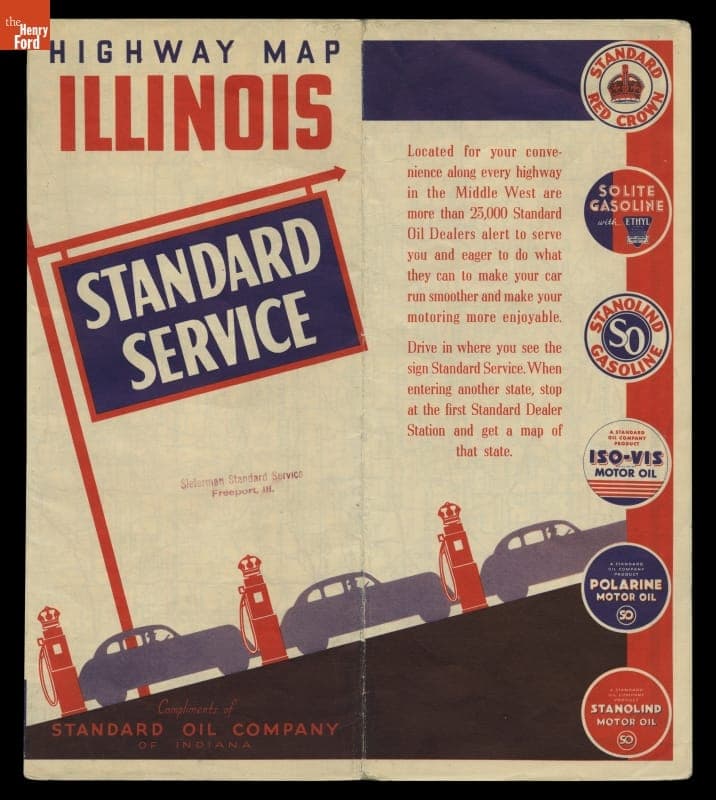 the
Henry
Ford
HIGHWAY MAP
ILLINOIS
STANDARD
SERVICE
Sieferman Standard Service
Freeport, Ill.
Compliments of
STANDARD OIL COMPANY
OF INDIANA
Located for your conve-
nience along every highway
in the Middle West are
more than 23,000 Standard
Oil Dealers alert to serve
you and eager to do what
they can to make your car
run smoother and make your
motoring more enjoyable.
Drive in where you see the
sign Standard Service. When
entering another state, stop
at the first Standard Dealer
Station and get a map of
that state.
STANDARD
RED CROWN
SOLITE
GASOLINE
with ETHYL
STANOLIND
SO
GASOLINE
A STANDARD
OIL COMPANY
PRODUCT
ISO-VIS
MOTOR OIL
A STANDARD
OIL COMPANY
PRODUCT
POLARINE
MOTOR OIL
SO
A STANDARD
OIL COMPANY
PRODUCT
STANOLIND
MOTOR OIL
SO